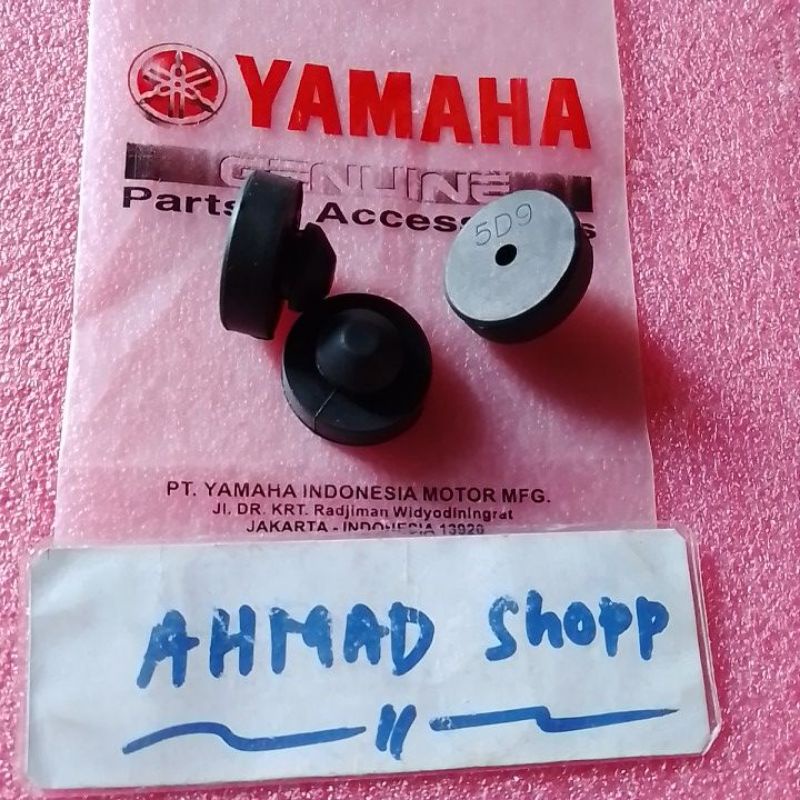 YAMAHA
GENUINE
Parts Accessories
5D9
PT. YAMAHA INDONESIA MOTOR MFG.
Jl. DR. KRT. Radjiman Widyodiningrat
JAKARTA - INDONESIA 13920
AHMAD Shopp